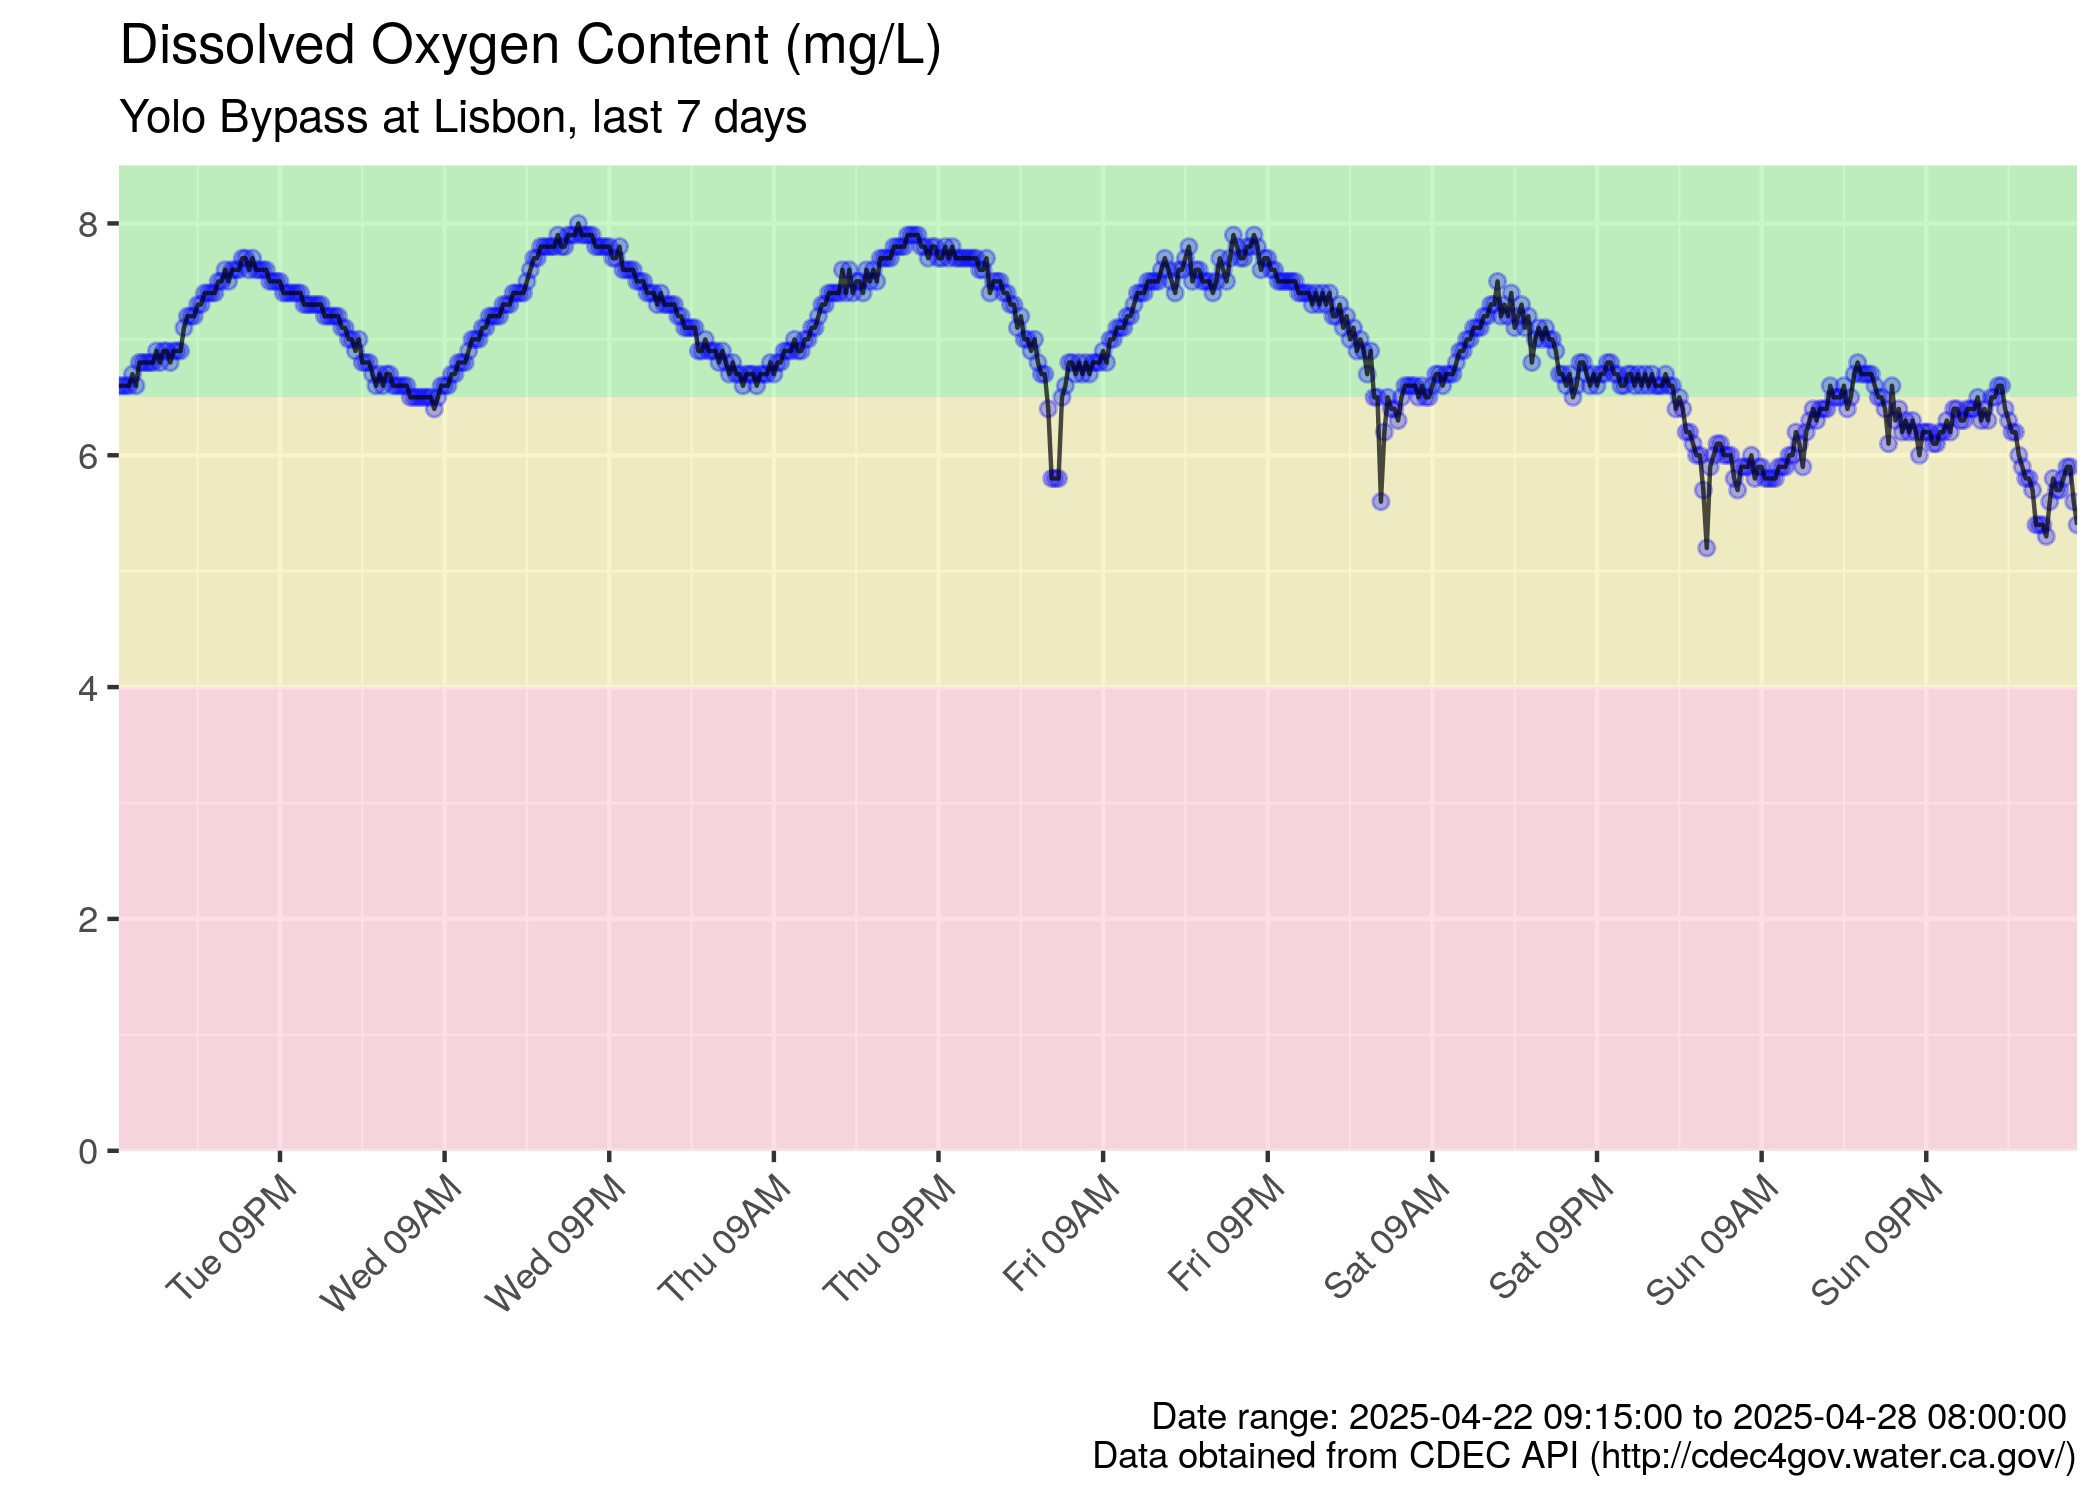 Dissolved Oxygen Content (mg/L)
Yolo Bypass at Lisbon, last 7 days
8
6
4
2
0
Tue 09PM
Wed 09AM
Wed 09PM
Thu 09AM
Thu 09PM
Fri 09AM
Fri 09PM
Sat 09AM
Sat 09PM
Sun 09AM
Sun 09PM
Date range: 2025-04-22 09:15:00 to 2025-04-28 08:00:00
Data obtained from CDEC API (http://cdec4gov.water.ca.gov/)